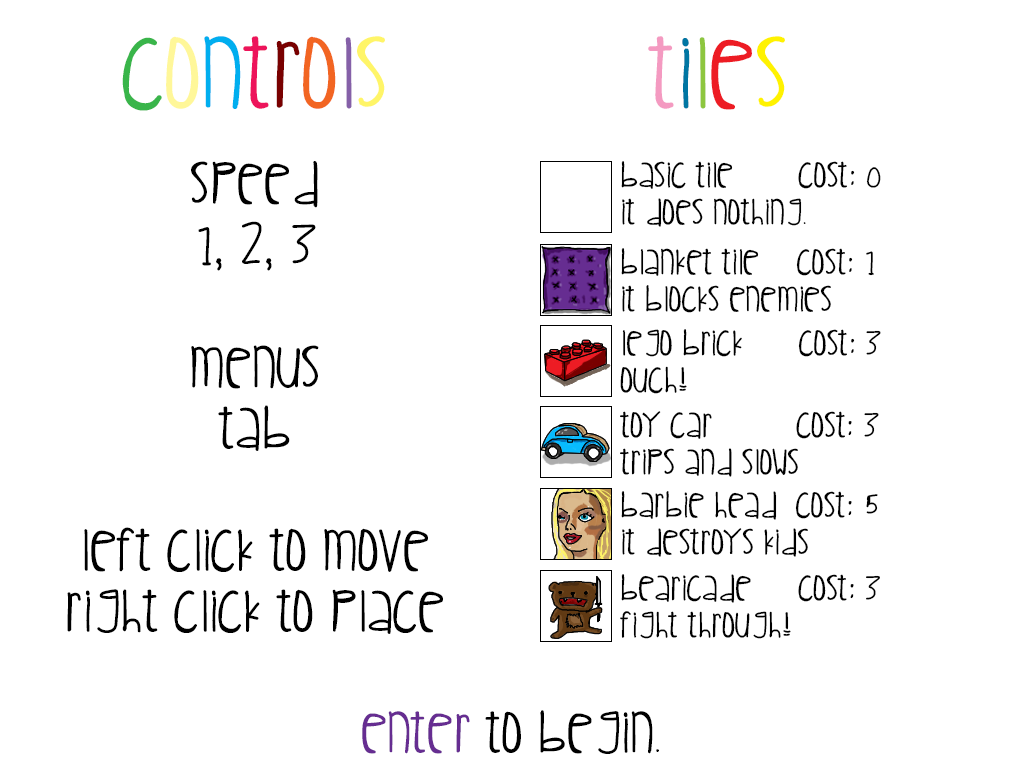 controls
speed
1, 2, 3
menus
tab
left click to move
right click to place
tiles
basic tile cost: 0
it does nothing.
blanket tile cost: 1
it blocks enemies
lego brick cost: 3
ouch!
toy car cost: 3
trips and slows
barbie head cost: 5
it destroys kids
bearicade cost: 3
fight through!
enter to begin.